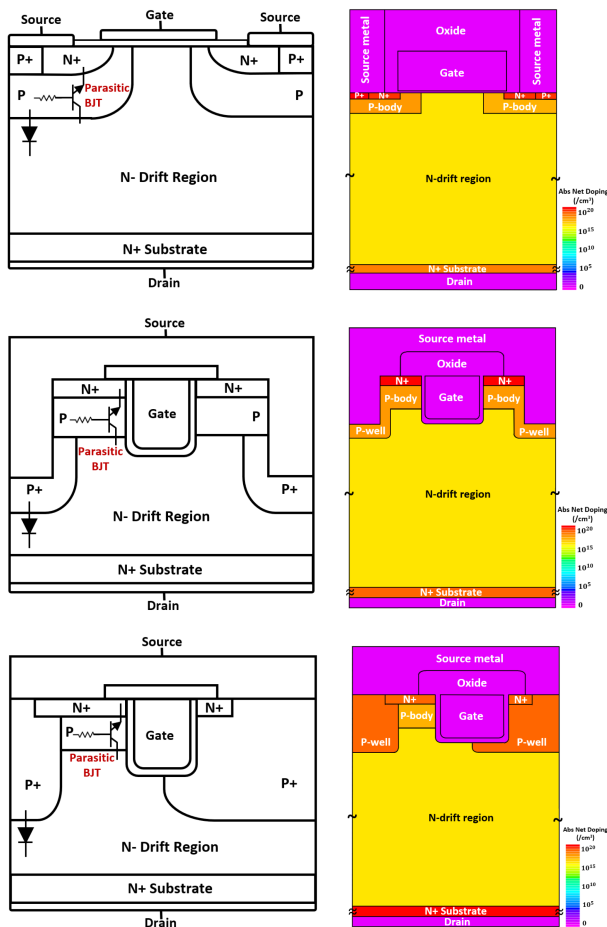 Source
Gate
Source
P+
N+
N+
P+
Parasitic
BJT
P
P
N- Drift Region
N+ Substrate
Drain
Source metal
Oxide
Source metal
Gate
P+
N+
N+
P+
P-body
P-body
N-drift region
N+ Substrate
Drain
Abs Net Doping
(/cm³)
10²⁰
10¹⁵
10¹⁰
10⁵
0
Source
N+
N+
P
Gate
P
Parasitic
BJT
P+
P+
N- Drift Region
N+ Substrate
Drain
Source metal
Oxide
N+
N+
P-body
Gate
P-body
P-well
P-well
N-drift region
N+ Substrate
Drain
Abs Net Doping
(/cm³)
10²⁰
10¹⁵
10¹⁰
10⁵
0
Source
N+
N+
P
Gate
Parasitic
BJT
P+
P+
N- Drift Region
N+ Substrate
Drain
Source metal
Oxide
N+
N+
P-body
Gate
P-well
P-well
N-drift region
N+ Substrate
Drain
Abs Net Doping
(/cm³)
10²⁰
10¹⁵
10¹⁰
10⁵
0